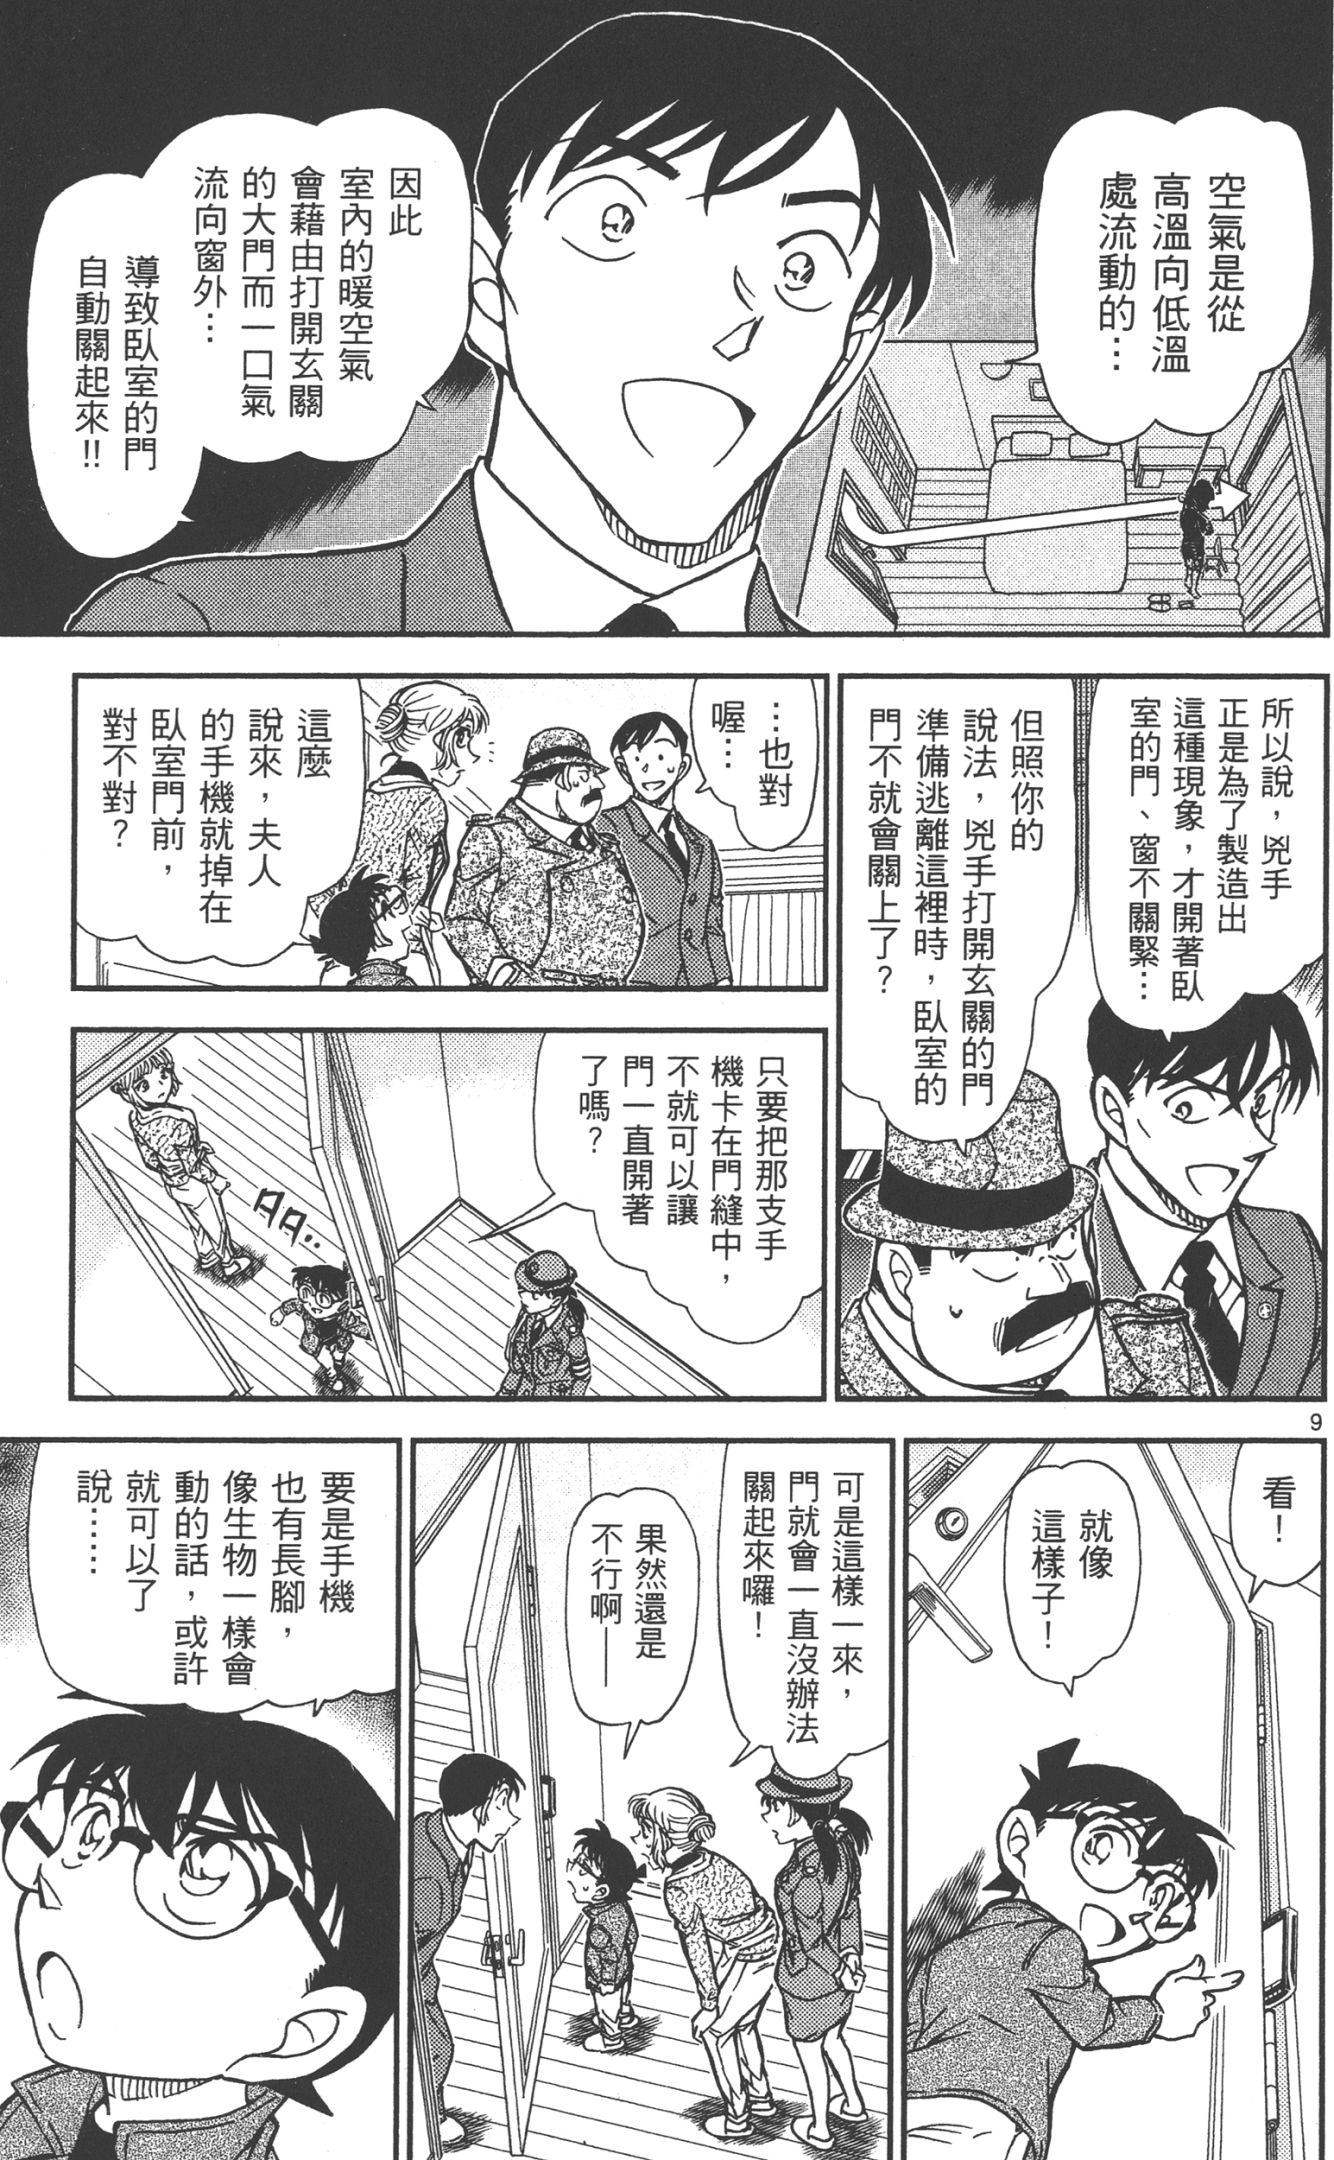 空氣是從
高溫向低溫
處流動的…
因此
室內的暖空氣
會藉由打開玄關
的大門而一口氣
流向窗外…
導致臥室的門
自動關起來!!
所以說，兇手
正是為了製造出
這種現象，才開著臥
室的門、窗不關緊…
但照你的
說法，兇手打開玄關的門
準備逃離這裡時，臥室的
門不就會關上了?
…也對
喔…
這麼
說來，夫人
的手機就掉在
臥室門前，
對不對?
只要把那支手
機卡在門縫中，
不就可以讓
門一直開著
了嗎?
タタ..
9
看!
就像
這樣子!
可是這樣一來，
門就會一直沒辦法
關起來囉!
果然還是
不行啊──
要是手機
也有長腳，
像生物一樣會
動的話，或許
就可以了
說……